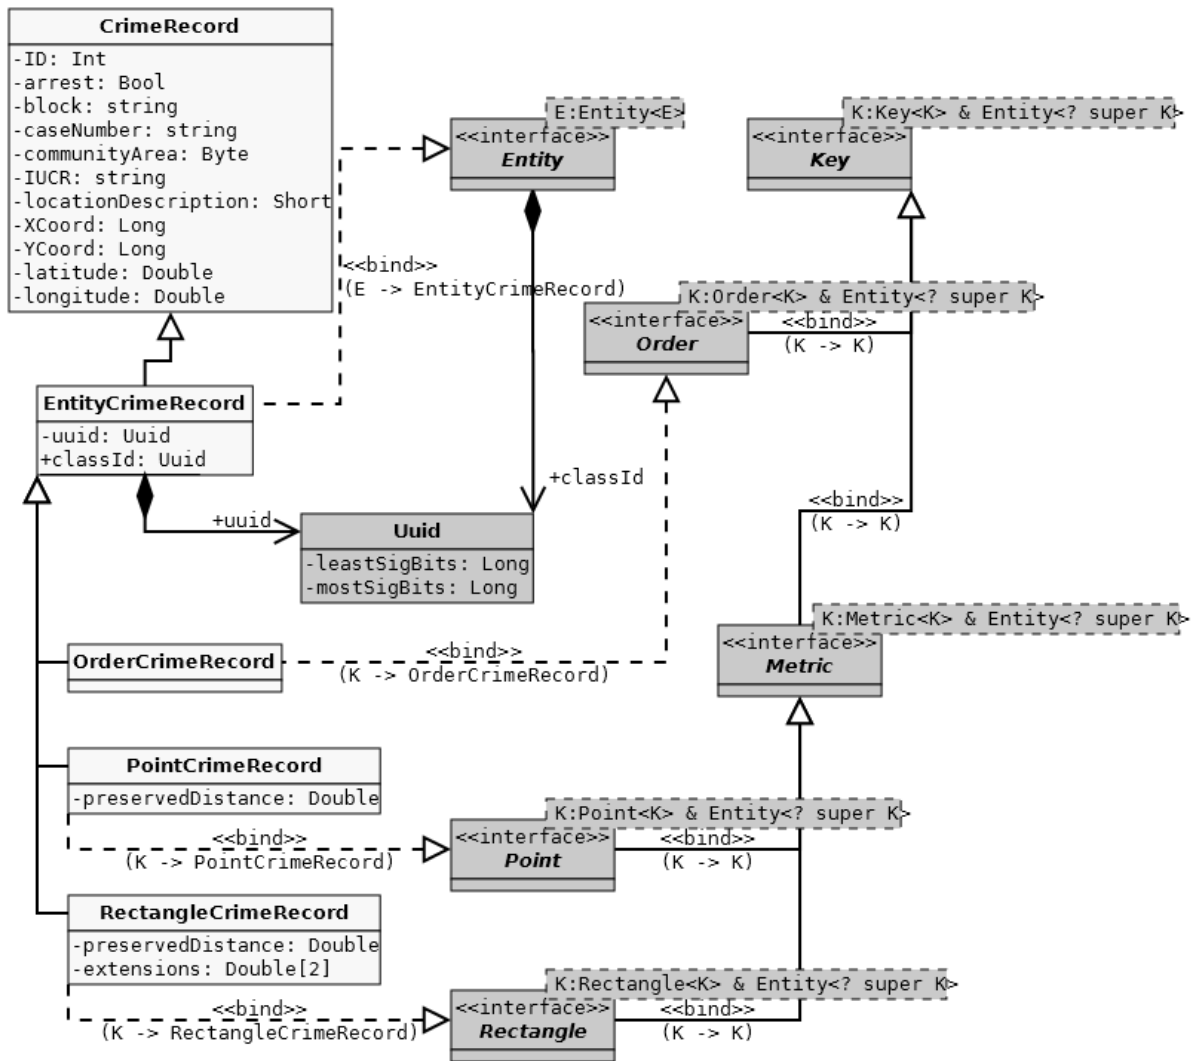 CrimeRecord
-ID: Int
-arrest: Bool
-block: string
-caseNumber: string
-communityArea: Byte
-IUCR: string
-locationDescription: Short
-XCoord: Long
-YCoord: Long
-latitude: Double
-longitude: Double
E:Entity<E>
<<interface>>
Entity
K:Key<K> & Entity<? super K>
<<interface>>
Key
<<bind>>
(E -> EntityCrimeRecord)
K:Order<K> & Entity<? super K>
<<interface>>
Order
<<bind>>
(K -> K)
EntityCrimeRecord
-uuid: Uuid
+classId: Uuid
+classId
+uuid
Uuid
-leastSigBits: Long
-mostSigBits: Long
<<bind>>
(K -> K)
K:Metric<K> & Entity<? super K>
<<interface>>
Metric
OrderCrimeRecord
<<bind>>
(K -> OrderCrimeRecord)
PointCrimeRecord
-preservedDistance: Double
<<bind>>
(K -> PointCrimeRecord)
K:Point<K> & Entity<? super K>
<<interface>>
Point
<<bind>>
(K -> K)
RectangleCrimeRecord
-preservedDistance: Double
-extensions: Double[2]
<<bind>>
(K -> RectangleCrimeRecord)
K:Rectangle<K> & Entity<? super K>
<<interface>>
Rectangle
<<bind>>
(K -> K)